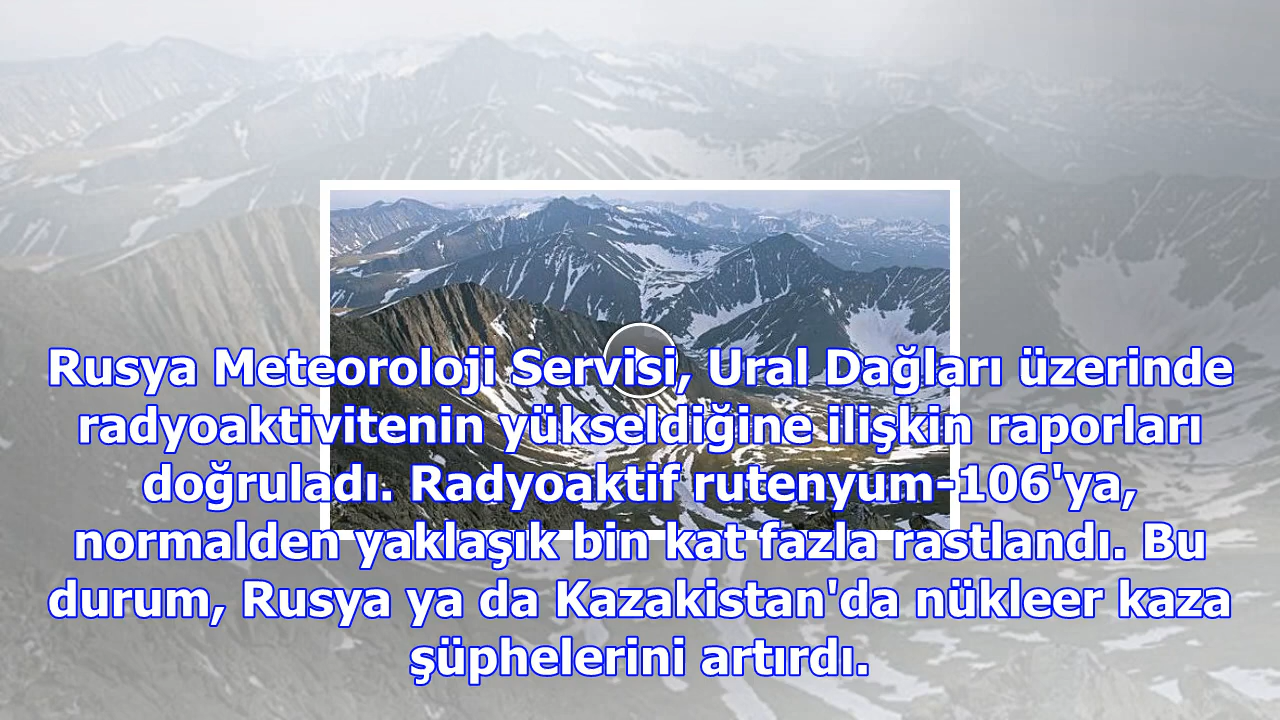 Rusya Meteoroloji Servisi, Ural Dağları üzerinde
radyoaktivitenin yükseldiğine ilişkin raporları
doğruladı. Radyoaktif rutenyum-106'ya,
normalden yaklaşık bin kat fazla rastlandı. Bu
durum, Rusya ya da Kazakistan'da nükleer kaza
şüphelerini artırdı.